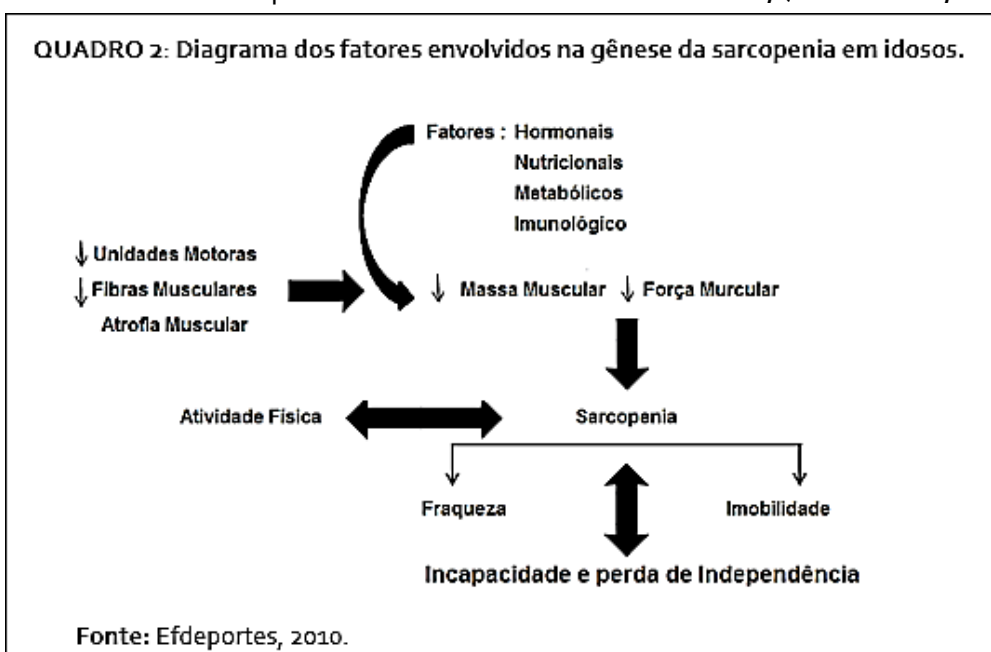 QUADRO 2: Diagrama dos fatores envolvidos na gênese da sarcopenia em idosos.
Fatores : Hormonais
Nutricionais
Metabólicos
Imunológico
↓ Unidades Motoras
↓ Fibras Musculares
Atrofia Muscular
↓ Massa Muscular ↓ Força Murcular
Atividade Física
Sarcopenia
Fraqueza
Imobilidade
Incapacidade e perda de Independência
Fonte: Efdeportes, 2010.